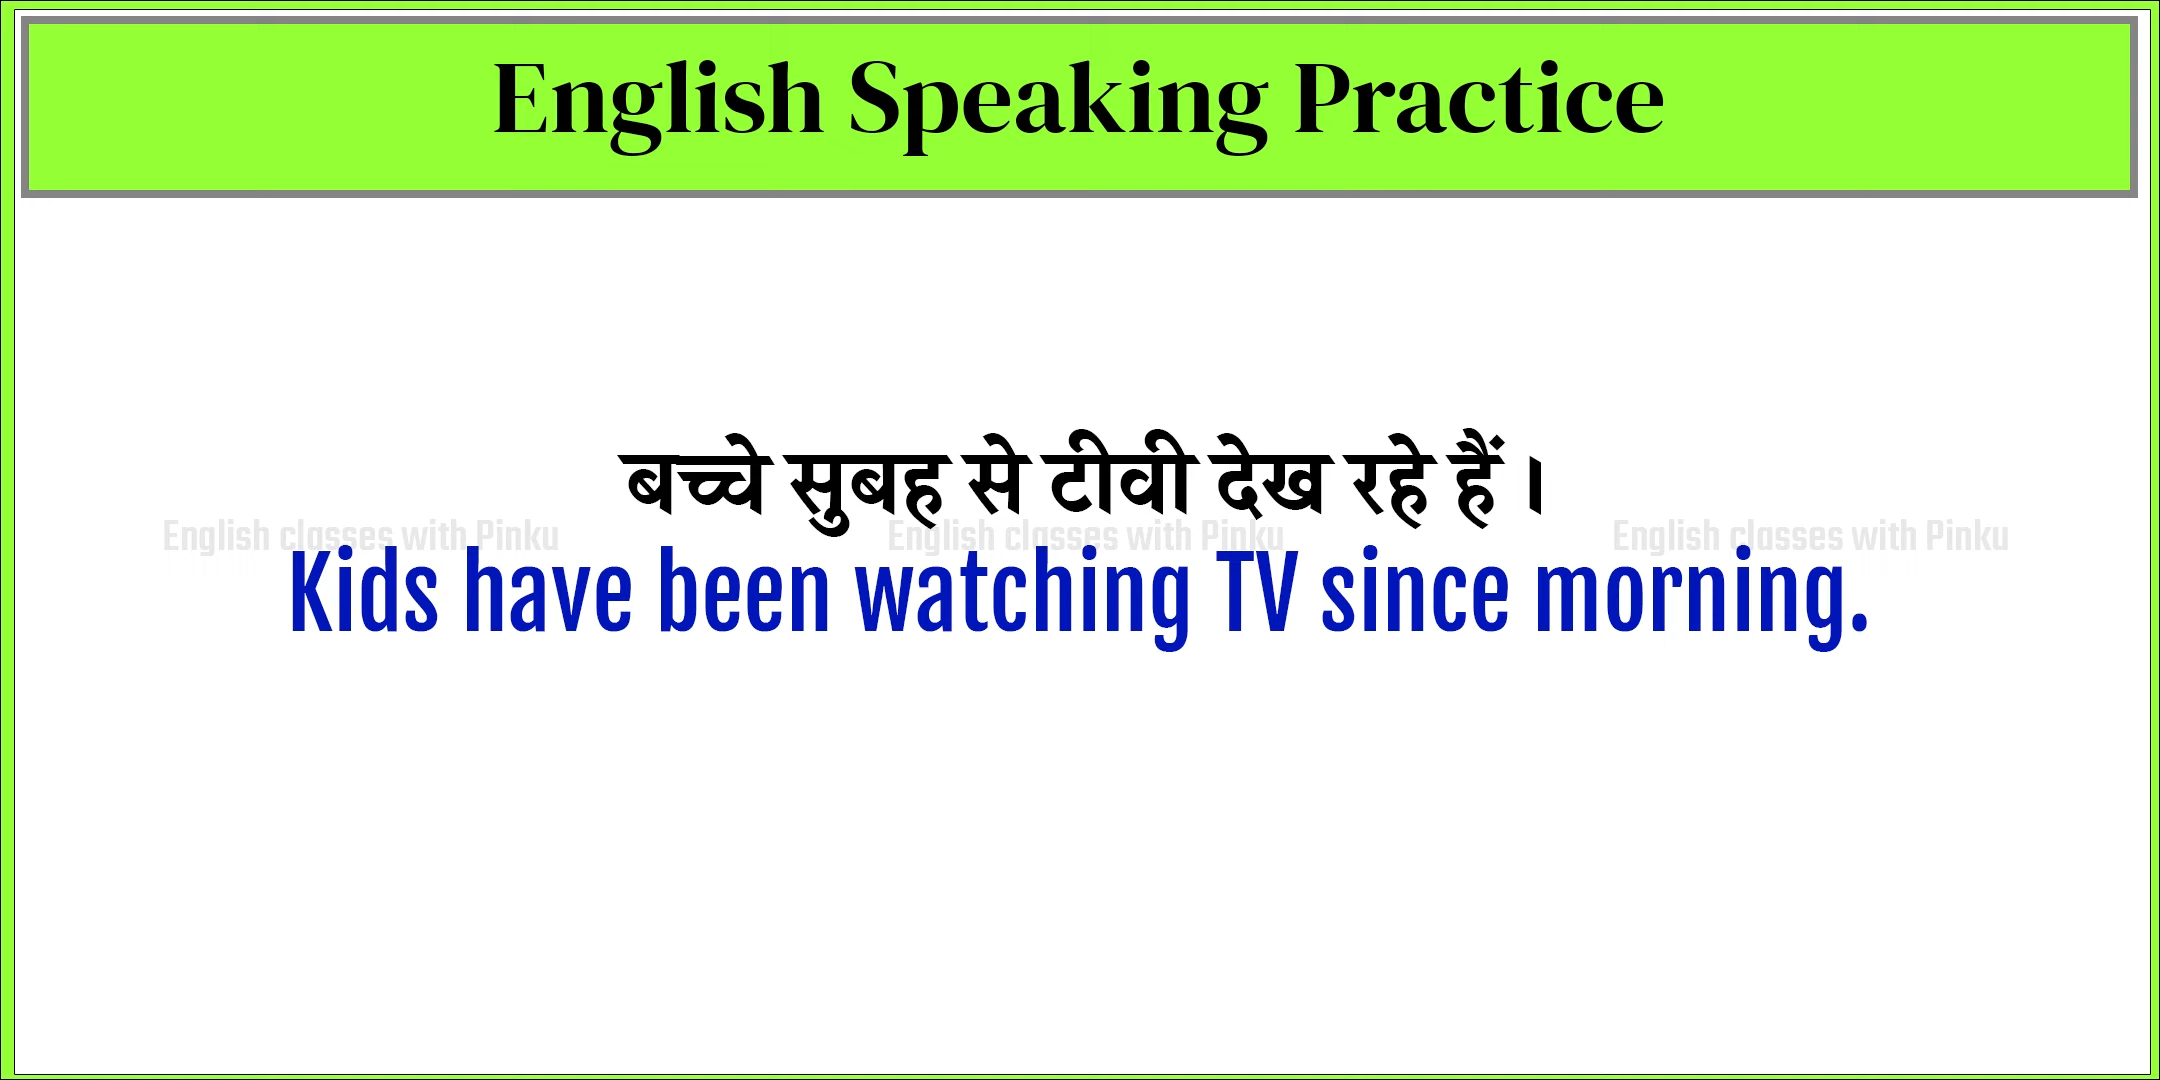 English Speaking Practice
बच्चे सुबह से टीवी देख रहे हैं।
English classes with Pinku English classes with Pinku English classes with Pinku
Kids have been watching TV since morning.